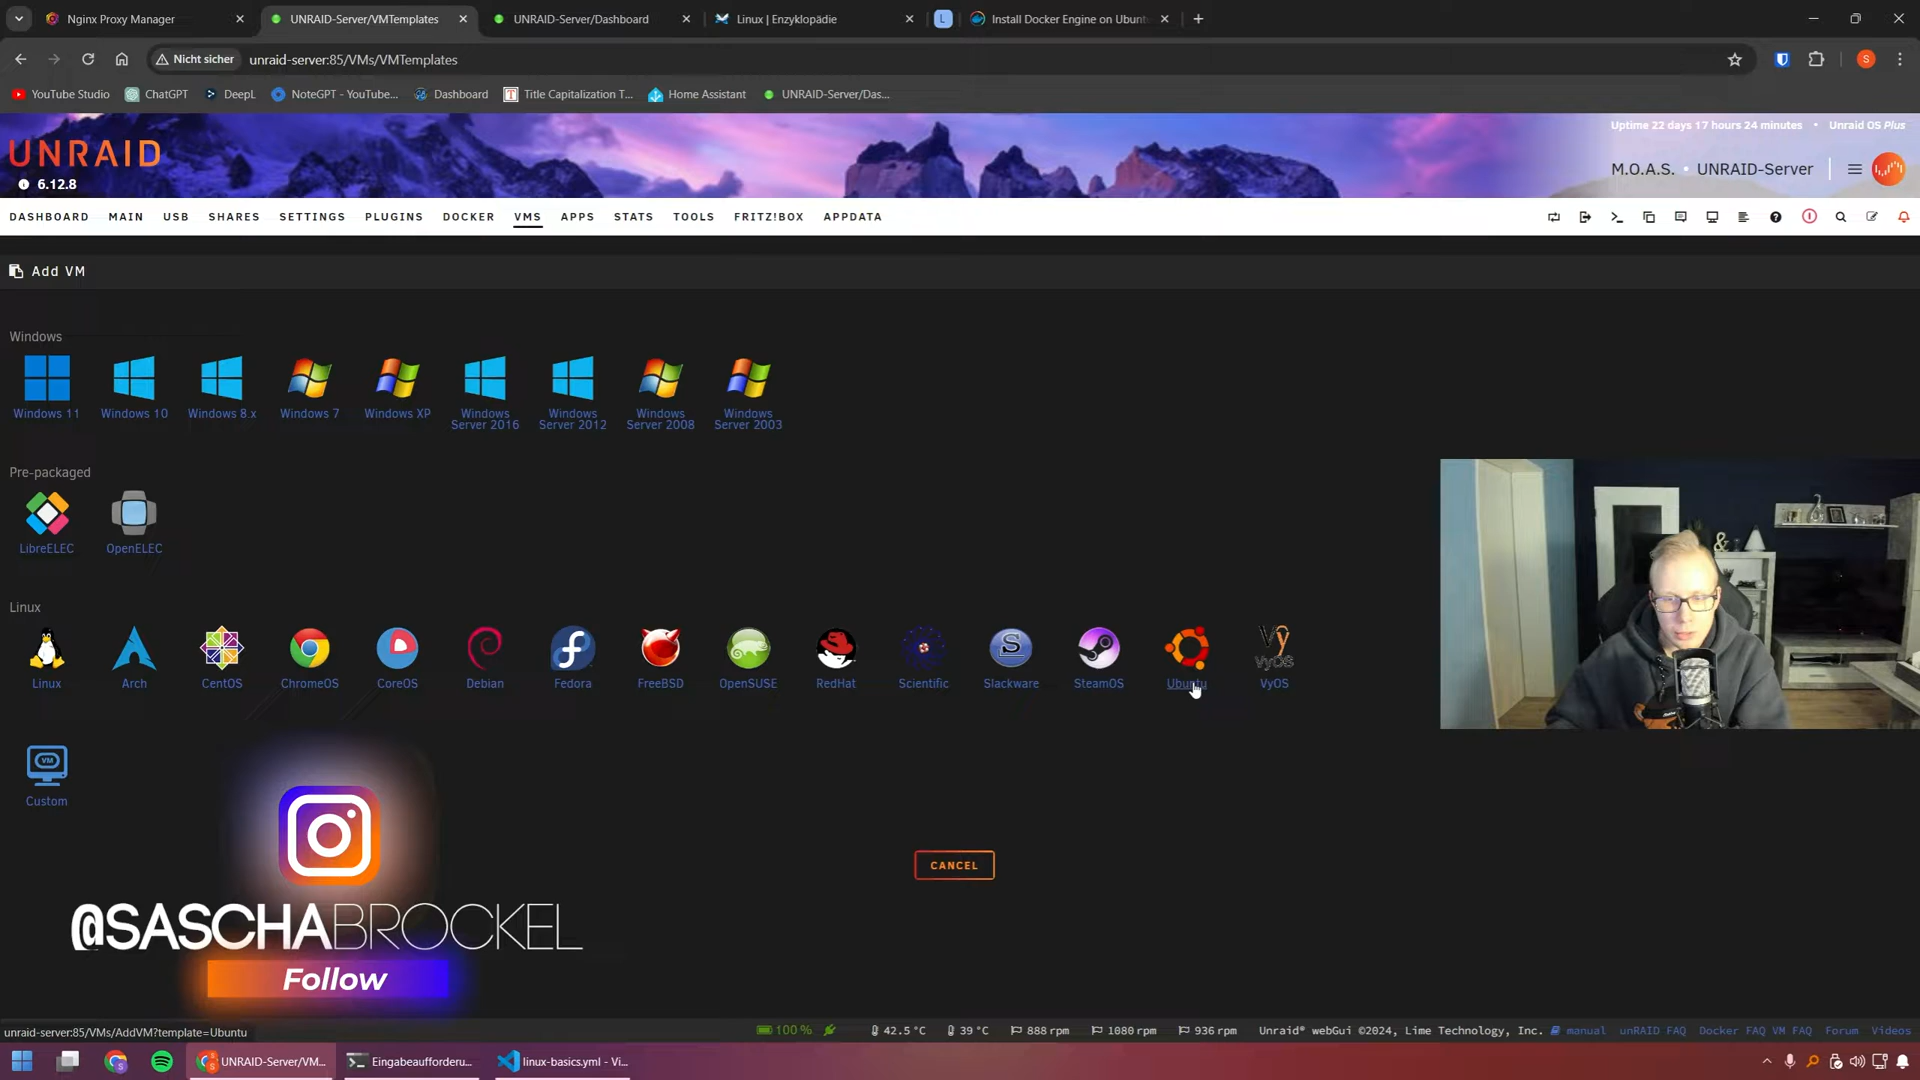 Nginx Proxy Manager
UNRAID-Server/VMTemplates
UNRAID-Server/Dashboard
Linux | Enzyklopädie
L
Install Docker Engine on Ubunt
Nicht sicher
unraid-server:85/VMs/VMTemplates
S
YouTube Studio
ChatGPT
DeepL
NoteGPT - YouTube...
Dashboard
Title Capitalization T...
Home Assistant
UNRAID-Server/Das...
Uptime 22 days 17 hours 24 minutes • Unraid OS Plus
UNRAID
6.12.8
M.O.A.S. • UNRAID-Server
DASHBOARD MAIN USB SHARES SETTINGS PLUGINS DOCKER VMS APPS STATS TOOLS FRITZ!BOX APPDATA
Add VM
Windows
Windows 11
Windows 10
Windows 8.x
Windows 7
Windows XP
Windows Server 2016
Windows Server 2012
Windows Server 2008
Windows Server 2003
Pre-packaged
LibreELEC
OpenELEC
Linux
Vy
VyOS
Linux
Arch
CentOS
ChromeOS
CoreOS
Debian
Fedora
FreeBSD
OpenSUSE
RedHat
Scientific
Slackware
SteamOS
Ubuntu
VyOS
VM
Custom
&
CANCEL
@SASCHABROCKEL
Follow
unraid-server:85/VMs/AddVM?template=Ubuntu
100 %
42.5 °C
39 °C
888 rpm
1080 rpm
936 rpm
Unraid® webGui ©2024, Lime Technology, Inc.
manual
unRAID FAQ
Docker FAQ
VM FAQ
Forum
Videos
UNRAID-Server/VM...
Eingabeaufforderu...
linux-basics.yml - Vi...